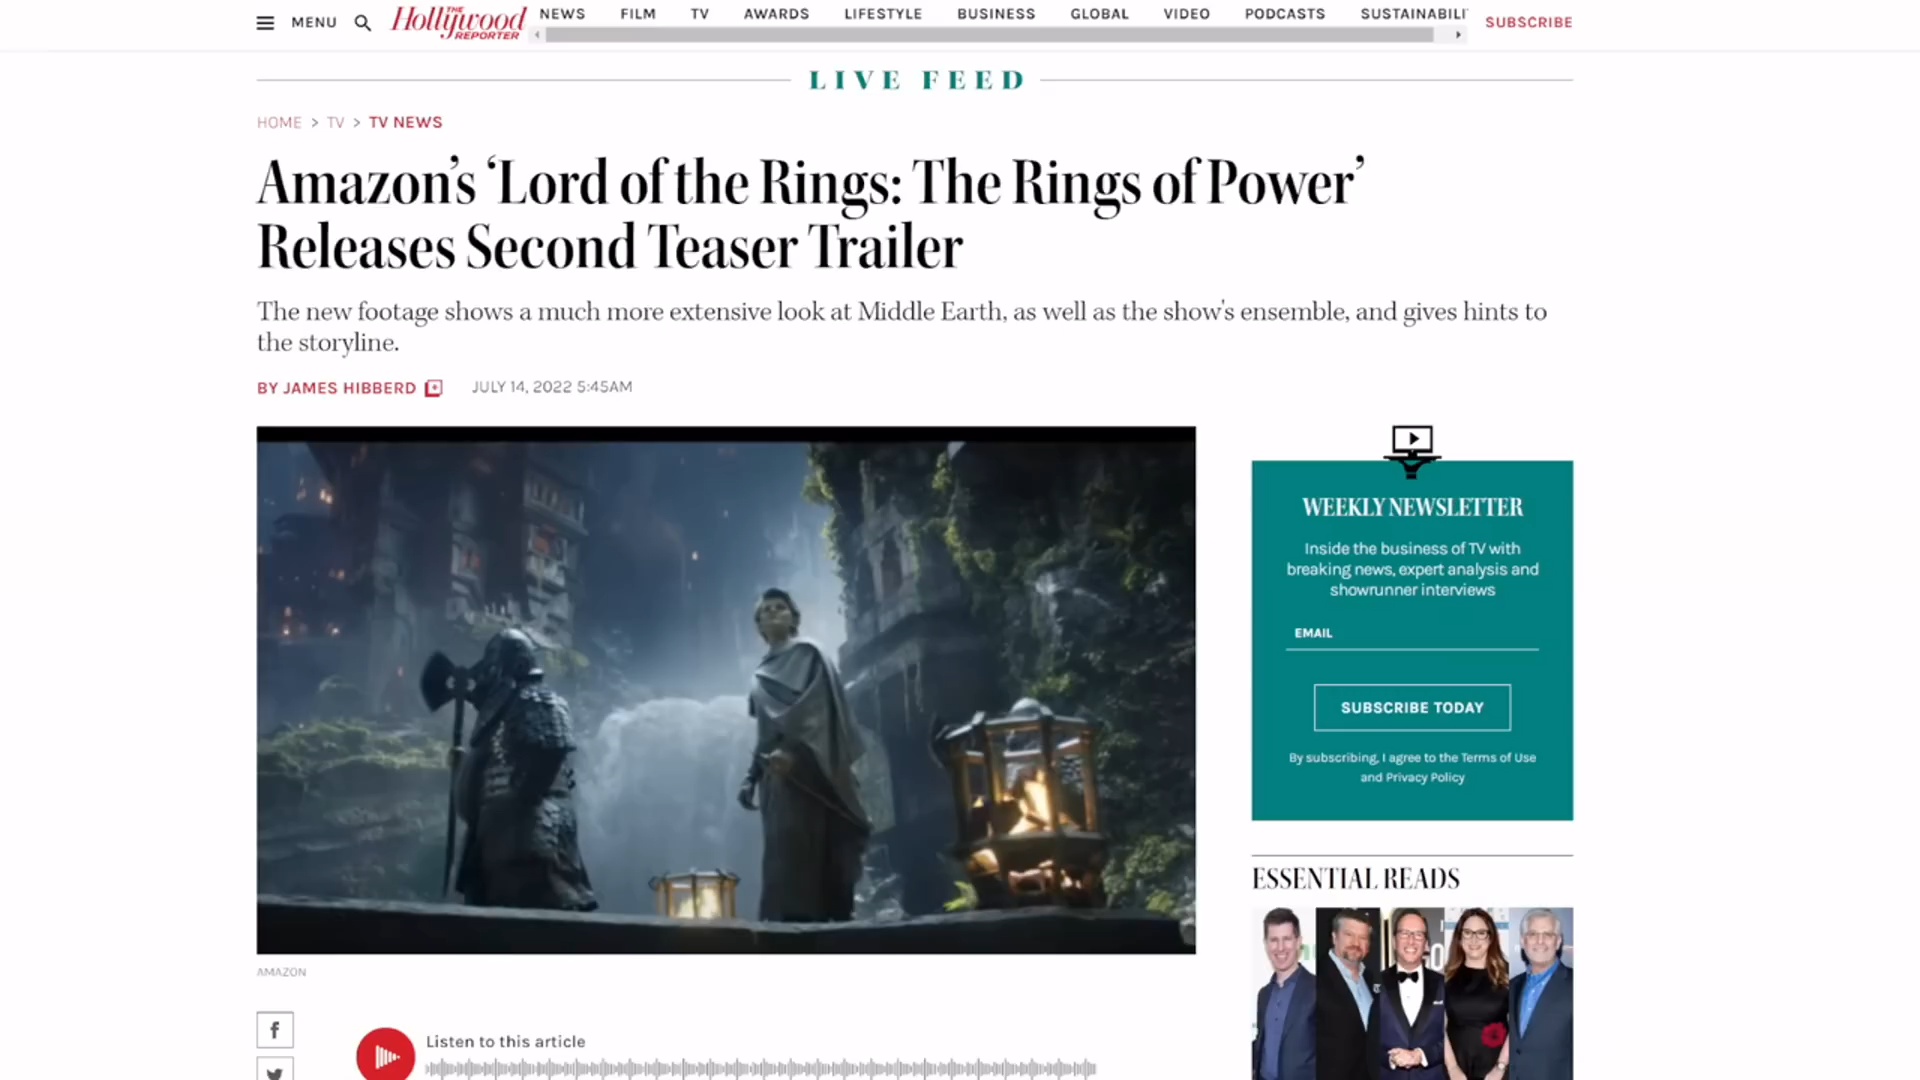 MENU
THE
Hollywood
REPORTER
NEWS FILM TV AWARDS LIFESTYLE BUSINESS GLOBAL VIDEO PODCASTS SUSTAINABILI
SUBSCRIBE
LIVE FEED
HOME > TV > TV NEWS
Amazon’s ‘Lord of the Rings: The Rings of Power’
Releases Second Teaser Trailer
The new footage shows a much more extensive look at Middle Earth, as well as the show's ensemble, and gives hints to
the storyline.
BY JAMES HIBBERD
JULY 14, 2022 5:45AM
AMAZON
Listen to this article
WEEKLY NEWSLETTER
Inside the business of TV with
breaking news, expert analysis and
showrunner interviews
EMAIL
SUBSCRIBE TODAY
By subscribing, I agree to the Terms of Use
and Privacy Policy
ESSENTIAL READS